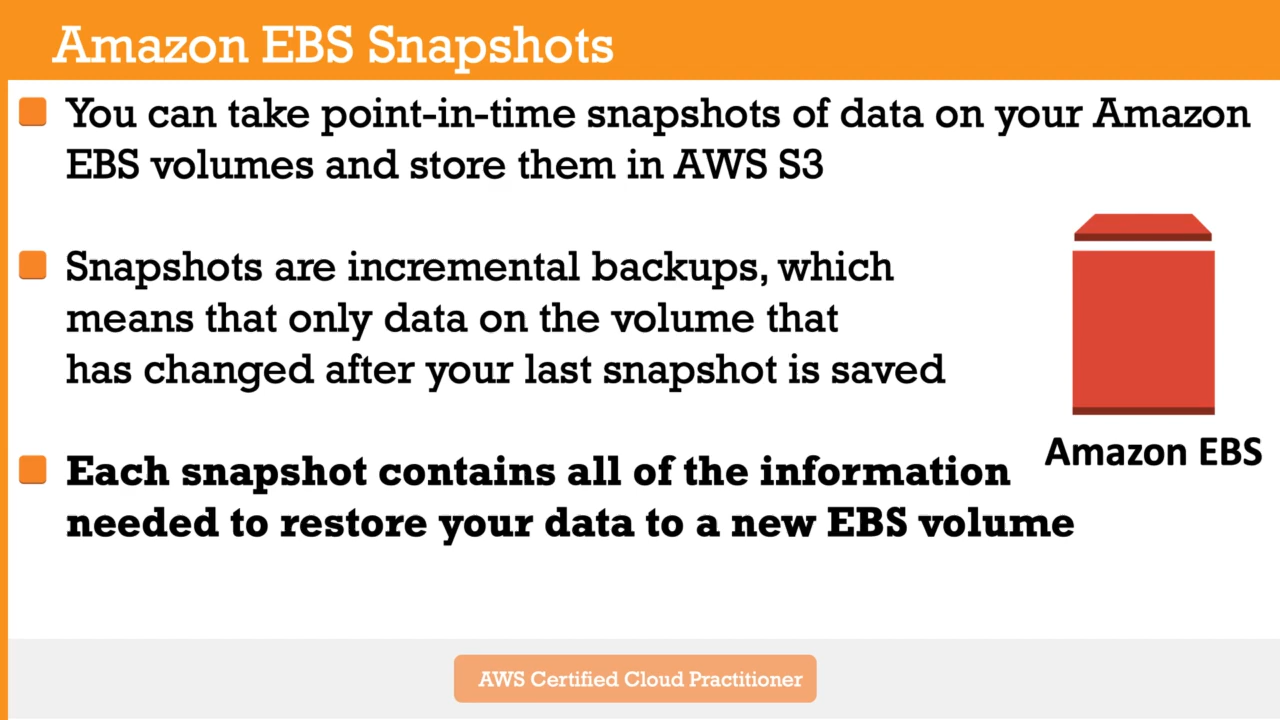 Amazon EBS Snapshots
You can take point-in-time snapshots of data on your Amazon
EBS volumes and store them in AWS S3
Snapshots are incremental backups, which
means that only data on the volume that
has changed after your last snapshot is saved
Each snapshot contains all of the information
needed to restore your data to a new EBS volume
Amazon EBS
AWS Certified Cloud Practitioner